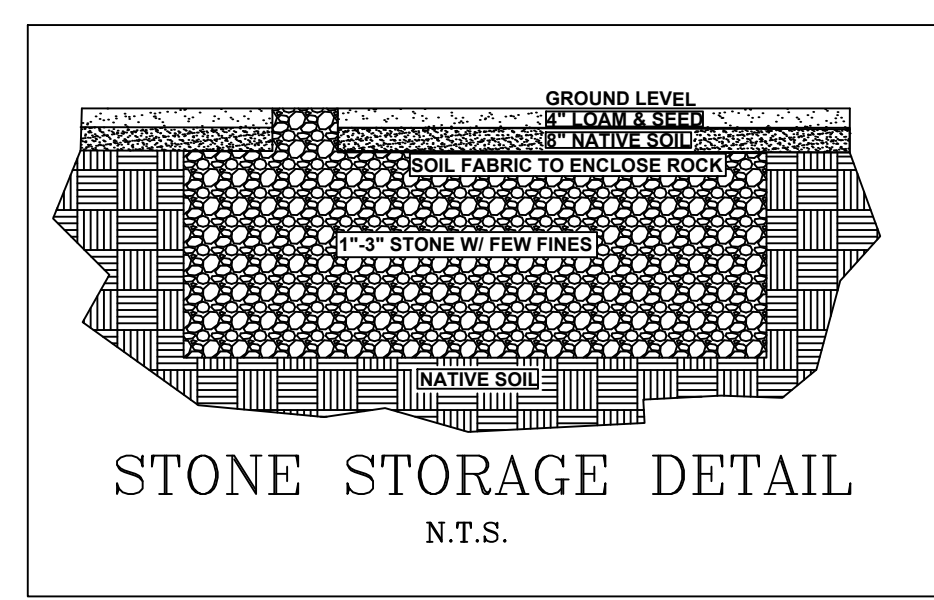 GROUND LEVEL
4" LOAM & SEED
8" NATIVE SOIL
SOIL FABRIC TO ENCLOSE ROCK
1"-3" STONE W/ FEW FINES
NATIVE SOIL
STONE STORAGE DETAIL
N.T.S.